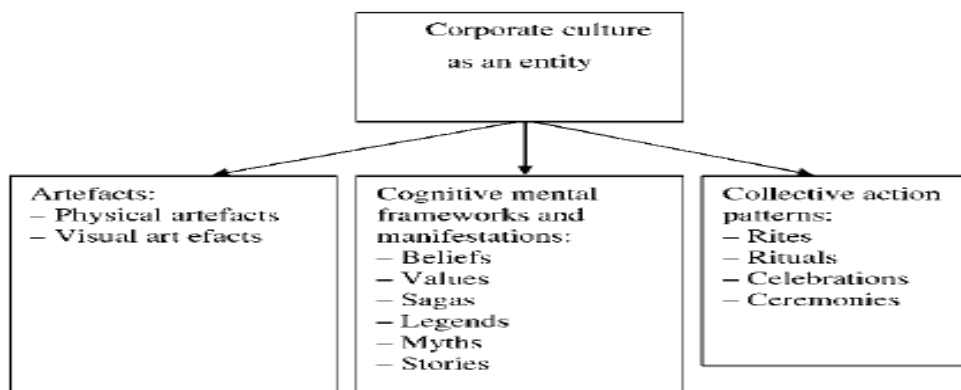 Corporate culture
as an entity
Artefacts:
– Physical artefacts
– Visual art efacts
Cognitive mental
frameworks and
manifestations:
– Beliefs
– Values
– Sagas
– Legends
– Myths
– Stories
Collective action
patterns:
– Rites
– Rituals
– Celebrations
– Ceremonies